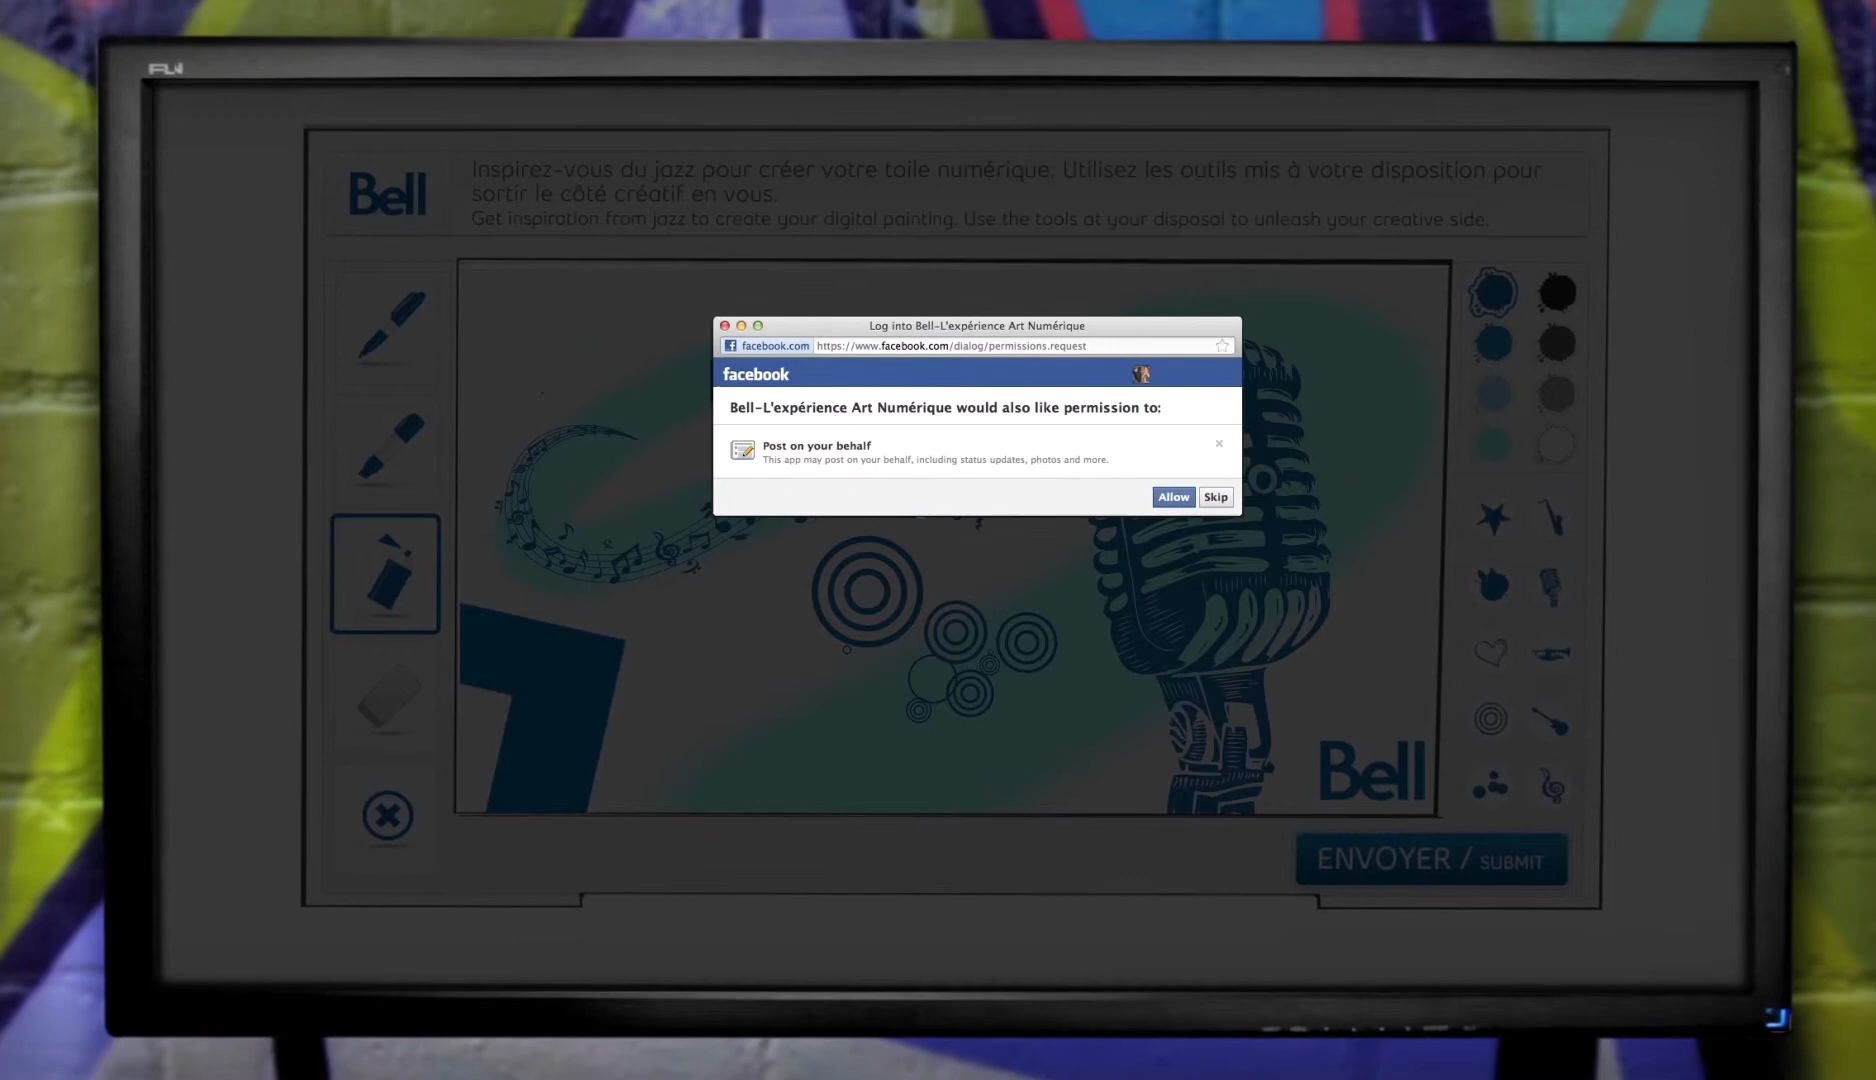 Bell
Inspirez-vous du jazz pour créer votre toile numérique. Utilisez les outils mis à votre disposition pour
sortir le côté créatif en vous.
Get inspiration from jazz to create your digital painting. Use the tools at your disposal to unleash your creative side.
Log into Bell-L'expérience Art Numérique
facebook.com https://www.facebook.com/dialog/permissions.request
facebook
Bell-L'expérience Art Numérique would also like permission to:
Post on your behalf
This app may post on your behalf, including status updates, photos and more.
Allow Skip
Bell
ENVOYER / SUBMIT